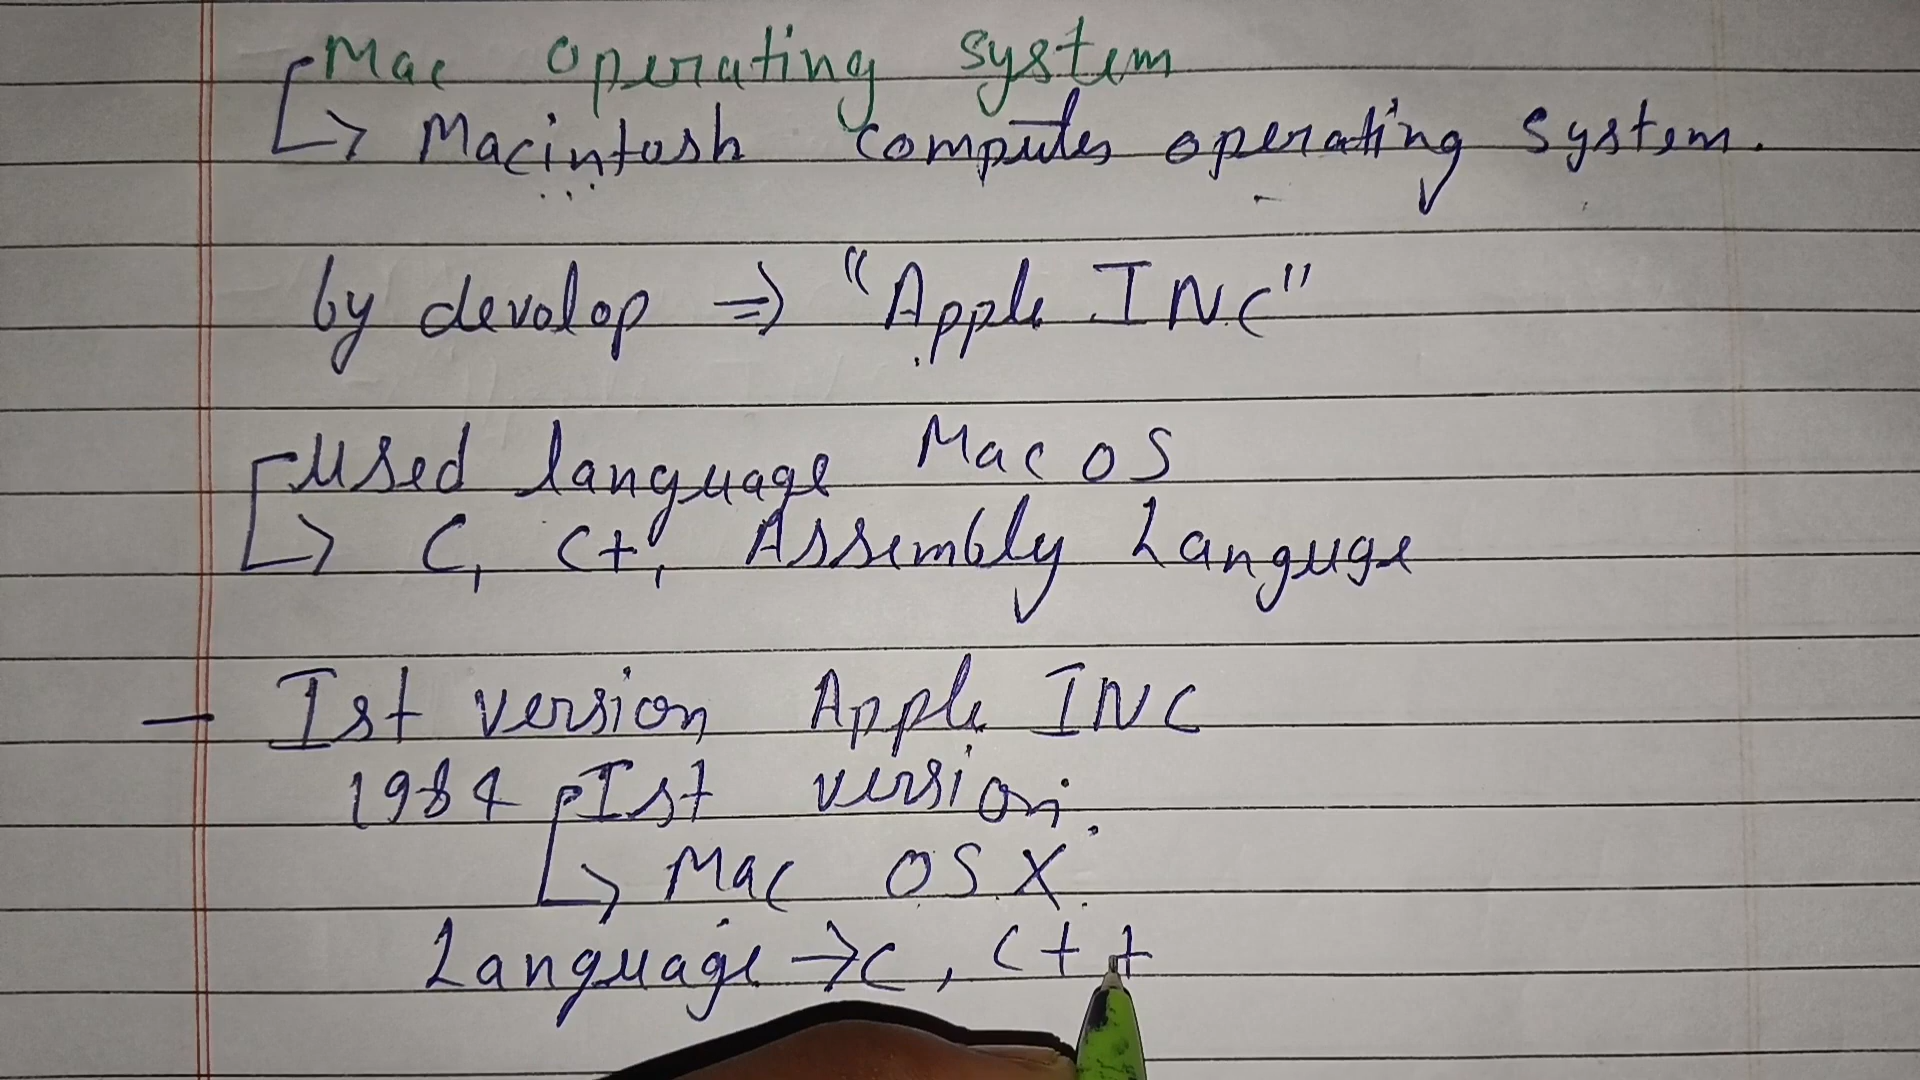 Mac operating system
↳ Macintosh computer operating system.
by devolop ⇒ "Apple INC"
Used language Mac OS
↳ C, C+, Assembly Languge
- Ist version Apple INC
1984 Ist version
↳ Mac OS X
Language → C, C++